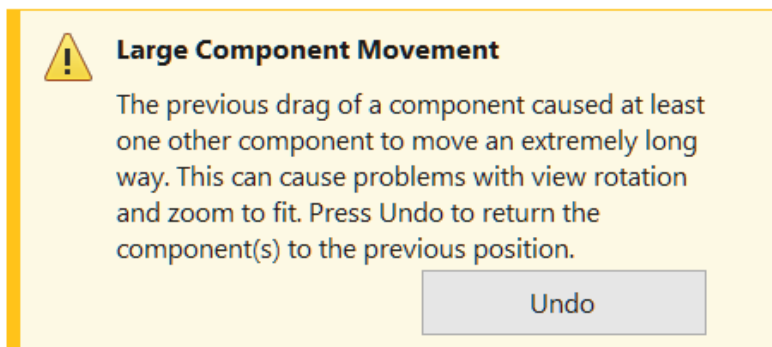 Large Component Movement
The previous drag of a component caused at least
one other component to move an extremely long
way. This can cause problems with view rotation
and zoom to fit. Press Undo to return the
component(s) to the previous position.
Undo